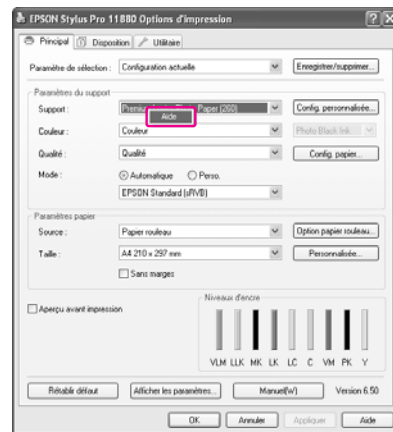 EPSON Stylus Pro 11880 Options d'impression
Principal Disposition Utilitaire
Paramètre de sélection : Configuration actuelle Enregistrer/supprimer...
Paramètres du support
Support : Premium Paper (260) Config. personnalisée...
Aide
Couleur : Couleur Photo Black Ink
Qualité : Qualité Config. papier...
Mode : Automatique Perso.
EPSON Standard (sRVB)
Paramètres papier
Source : Papier rouleau Option papier rouleau...
Taille : A4 210 x 297 mm Personnalisée...
Sans marges
Aperçu avant impression
Niveaux d'encre
VLM LLK MK LK LC C VM PK Y
Rétablir défaut Afficher les paramètres... Manuel(W) Version 6.50
OK Annuler Appliquer Aide